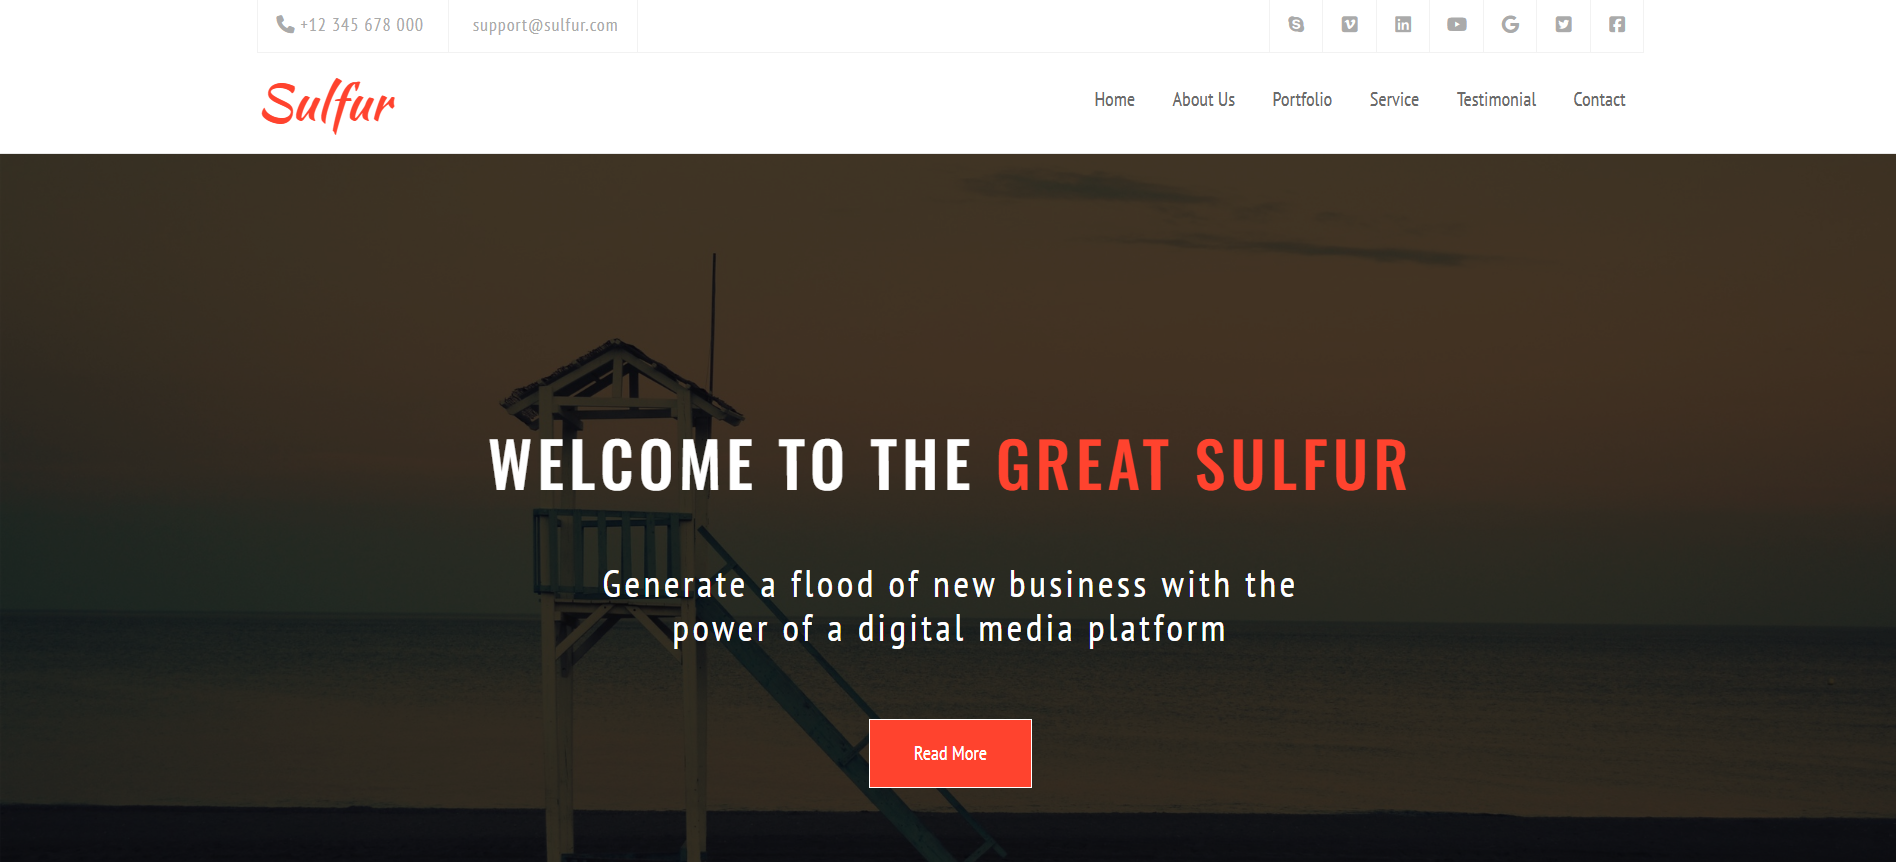 +12 345 678 000
support@sulfur.com
Sulfur
Home About Us Portfolio Service Testimonial Contact
WELCOME TO THE GREAT SULFUR
Generate a flood of new business with the
power of a digital media platform
Read More